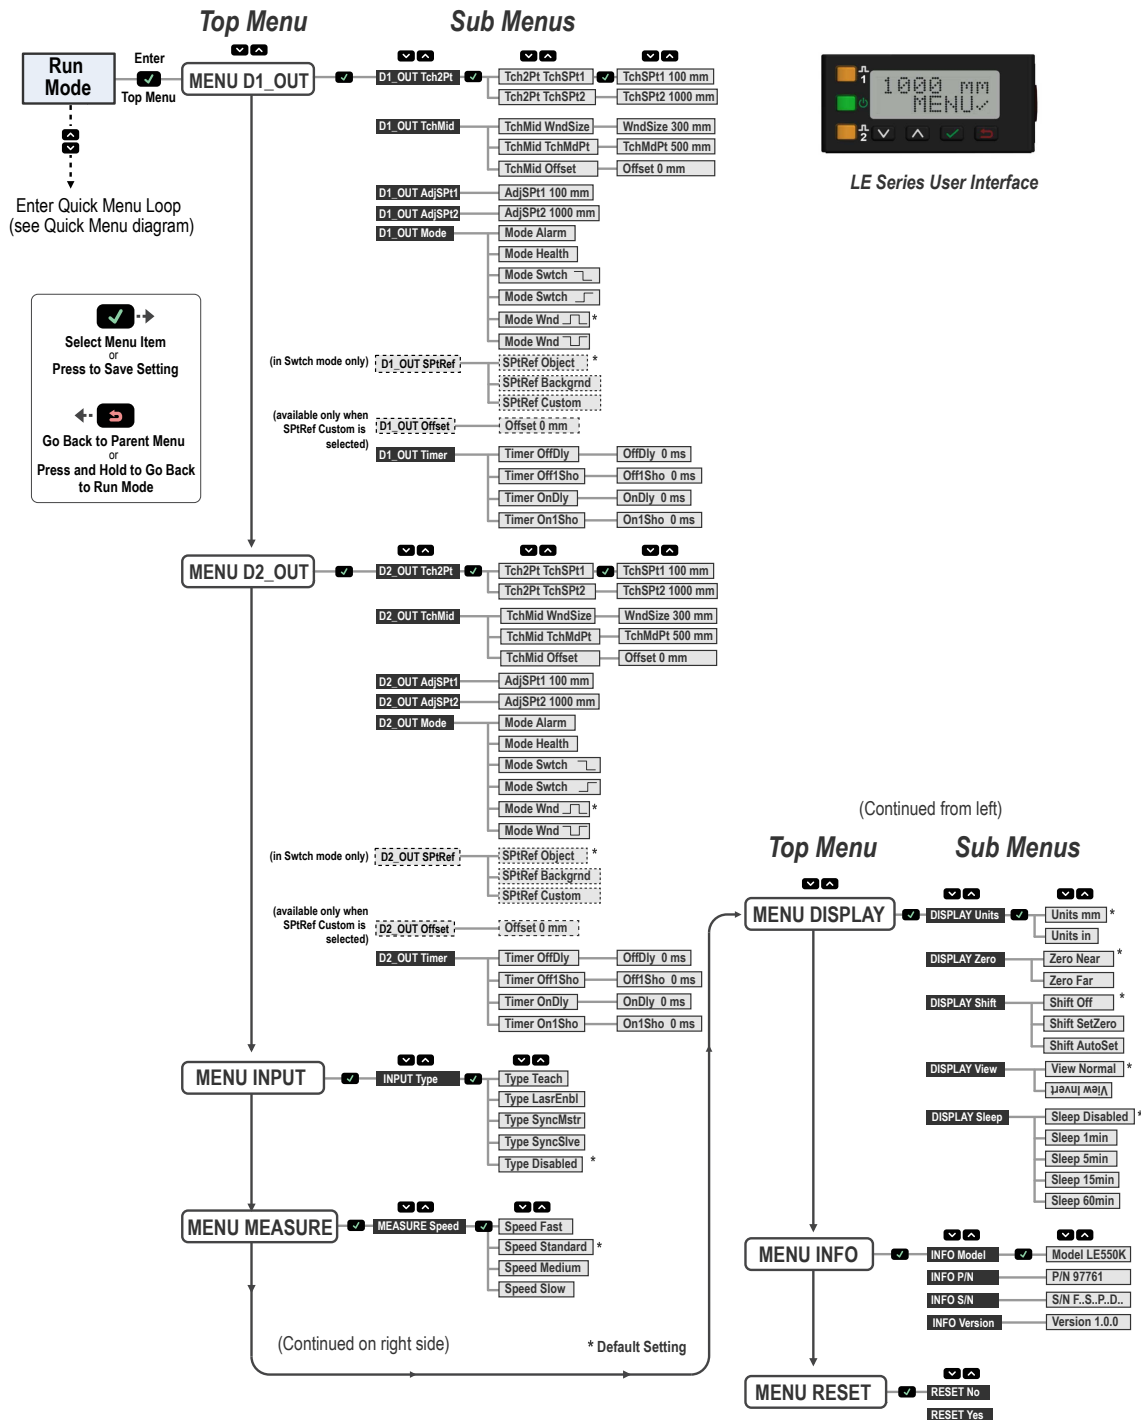 Top Menu
Sub Menus
Run Mode
Enter
Top Menu
MENU D1_OUT
D1_OUT Tch2Pt
Tch2Pt TchSPt1
TchSPt1 100 mm
Tch2Pt TchSPt2
TchSPt2 1000 mm
D1_OUT TchMid
TchMid WndSize
WndSize 300 mm
TchMid TchMdPt
TchMdPt 500 mm
TchMid Offset
Offset 0 mm
D1_OUT AdjSPt1
AdjSPt1 100 mm
D1_OUT AdjSPt2
AdjSPt2 1000 mm
D1_OUT Mode
Mode Alarm
Mode Health
Mode Swtch
Mode Swtch
Mode Wnd *
Mode Wnd
(in Swtch mode only)
D1_OUT SPtRef
SPtRef Object *
SPtRef Backgrnd
SPtRef Custom
(available only when
SPtRef Custom is
selected)
D1_OUT Offset
Offset 0 mm
D1_OUT Timer
Timer OffDly
OffDly 0 ms
Timer Off1Sho
Off1Sho 0 ms
Timer OnDly
OnDly 0 ms
Timer On1Sho
On1Sho 0 ms
1
2
1000 mm
MENU✓
LE Series User Interface
Enter Quick Menu Loop
(see Quick Menu diagram)
Select Menu Item
or
Press to Save Setting
Go Back to Parent Menu
or
Press and Hold to Go Back
to Run Mode
MENU D2_OUT
D2_OUT Tch2Pt
Tch2Pt TchSPt1
TchSPt1 100 mm
Tch2Pt TchSPt2
TchSPt2 1000 mm
D2_OUT TchMid
TchMid WndSize
WndSize 300 mm
TchMid TchMdPt
TchMdPt 500 mm
TchMid Offset
Offset 0 mm
D2_OUT AdjSPt1
AdjSPt1 100 mm
D2_OUT AdjSPt2
AdjSPt2 1000 mm
D2_OUT Mode
Mode Alarm
Mode Health
Mode Swtch
Mode Swtch
Mode Wnd *
Mode Wnd
(in Swtch mode only)
D2_OUT SPtRef
SPtRef Object *
SPtRef Backgrnd
SPtRef Custom
(available only when
SPtRef Custom is
selected)
D2_OUT Offset
Offset 0 mm
D2_OUT Timer
Timer OffDly
OffDly 0 ms
Timer Off1Sho
Off1Sho 0 ms
Timer OnDly
OnDly 0 ms
Timer On1Sho
On1Sho 0 ms
MENU INPUT
INPUT Type
Type Teach
Type LasrEnbl
Type SyncMstr
Type SyncSlve
Type Disabled *
MENU MEASURE
MEASURE Speed
Speed Fast
Speed Standard *
Speed Medium
Speed Slow
(Continued on right side)
* Default Setting
(Continued from left)
Top Menu
Sub Menus
MENU DISPLAY
DISPLAY Units
Units mm *
Units in
DISPLAY Zero
Zero Near *
Zero Far
DISPLAY Shift
Shift Off *
Shift SetZero
Shift AutoSet
DISPLAY View
View Normal *
View Invert
DISPLAY Sleep
Sleep Disabled *
Sleep 1min
Sleep 5min
Sleep 15min
Sleep 60min
MENU INFO
INFO Model
Model LE550K
INFO P/N
P/N 97761
INFO S/N
S/N F..S..P..D..
INFO Version
Version 1.0.0
MENU RESET
RESET No
RESET Yes